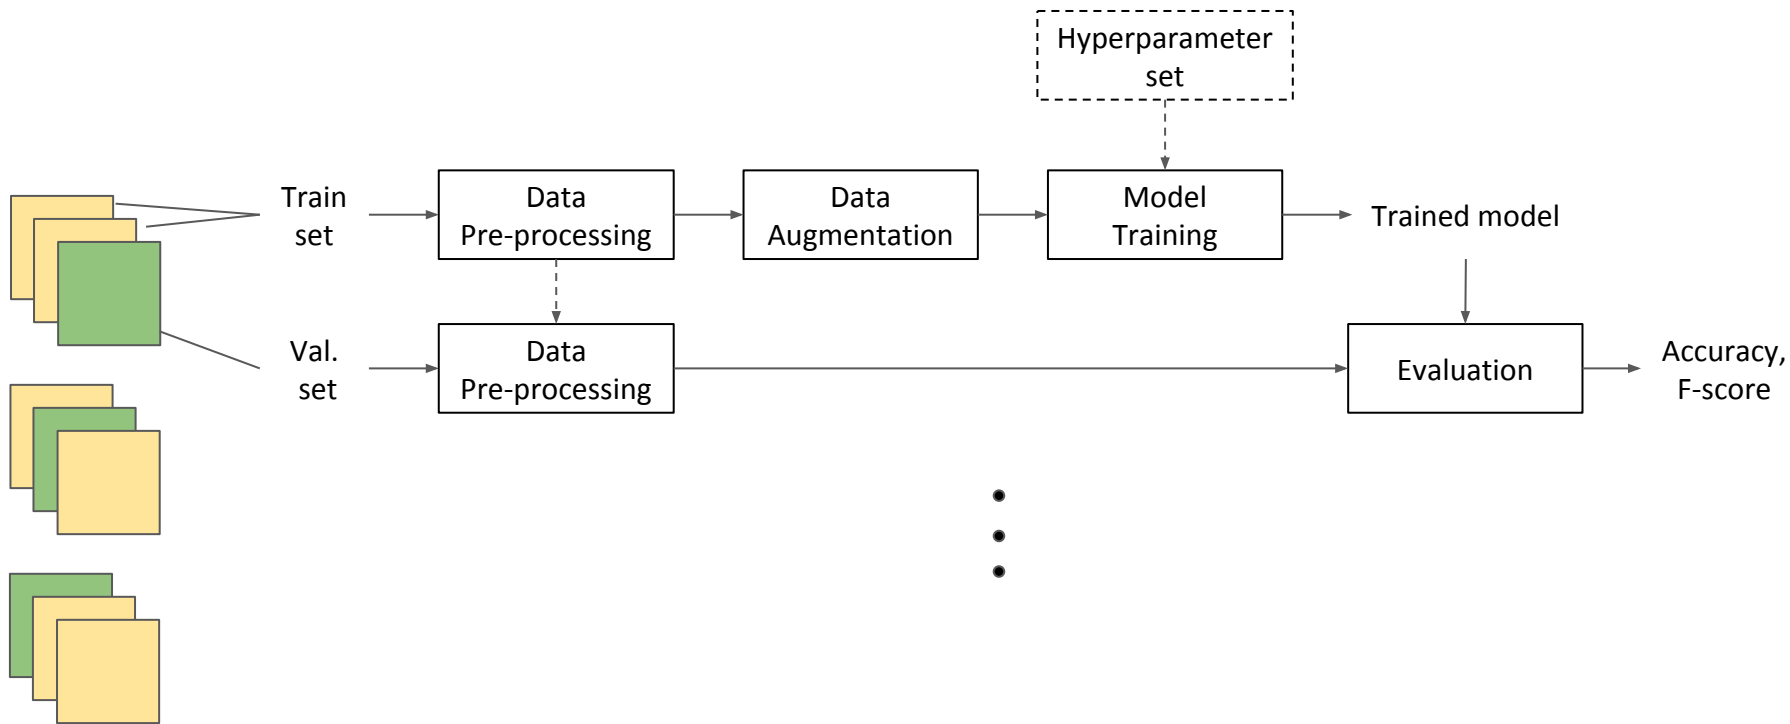 Hyperparameter
set
Train
set
Data
Pre-processing
Data
Augmentation
Model
Training
Trained model
Val.
set
Data
Pre-processing
Evaluation
Accuracy,
F-score